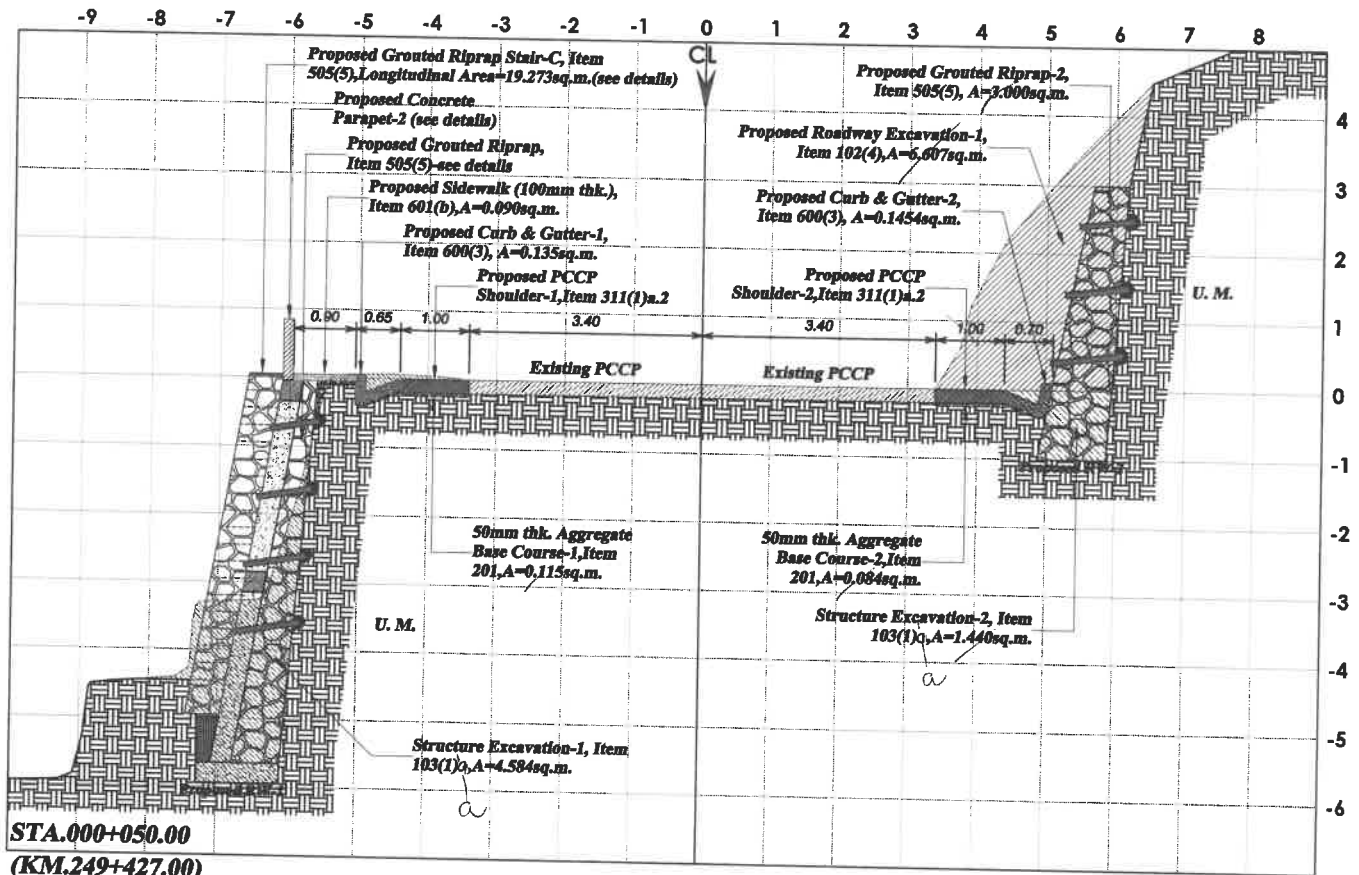 -9 -8 -7 -6 -5 -4 -3 -2 -1 0 1 2 3 4 5 6 7 8
CL
Proposed Grouted Riprap Stair-C, Item
505(5),Longitudinal Area=19.273sq.m.(see details)
Proposed Concrete
Parapet-2 (see details)
Proposed Grouted Riprap,
Item 505(5)-see details
Proposed Sidewalk (100mm thk.),
Item 601(b),A=0.090sq.m.
Proposed Curb & Gutter-1,
Item 600(3), A=0.135sq.m.
Proposed PCCP
Shoulder-1,Item 311(1)a.2
Proposed Grouted Riprap-2,
Item 505(5), A=3.000sq.m.
Proposed Roadway Excavation-1,
Item 102(4),A=6.607sq.m.
Proposed Curb & Gutter-2,
Item 600(3), A=0.1454sq.m.
Proposed PCCP
Shoulder-2,Item 311(1)a.2
U. M.
0.90 0.65 1.00 3.40 3.40 1.00 0.70
Existing PCCP
Existing PCCP
4
3
2
1
0
-1
-2
-3
-4
-5
-6
50mm thk. Aggregate
Base Course-1,Item
201,A=0.115sq.m.
50mm thk. Aggregate
Base Course-2,Item
201,A=0.084sq.m.
U. M.
Structure Excavation-2, Item
103(1)a,A=1.440sq.m.
a
Structure Excavation-1, Item
103(1)a,A=4.584sq.m.
a
Proposed
STA.000+050.00
(KM.249+427.00)